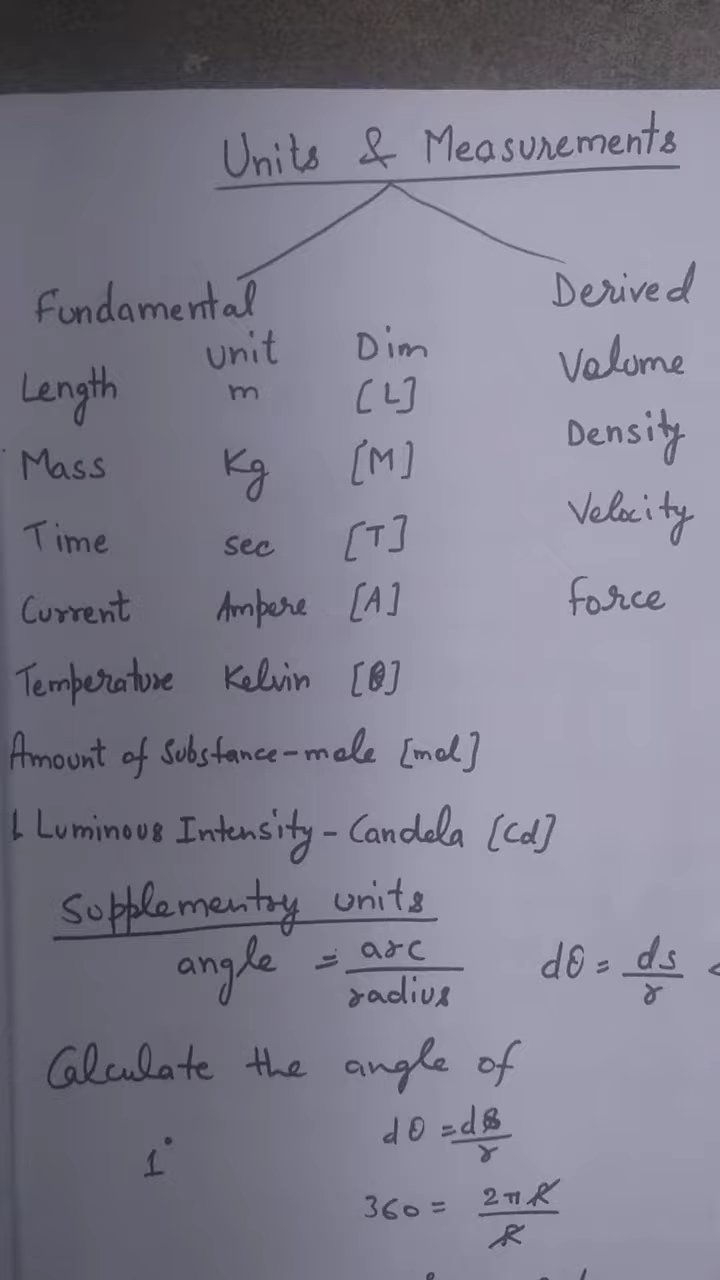 Units & Measurements
Fundamental Derived
unit Dim
Length m [L] Volume
Mass Kg [M] Density
Time sec [T] Velocity
Current Ampere [A] force
Temperature Kelvin [θ]
Amount of Substance-mole [mol]
Luminous Intensity - Candela [Cd]
Supplementry units
angle = arc/radius dθ = ds/r
Calculate the angle of
1° dθ = ds/r
360 = 2πR/R